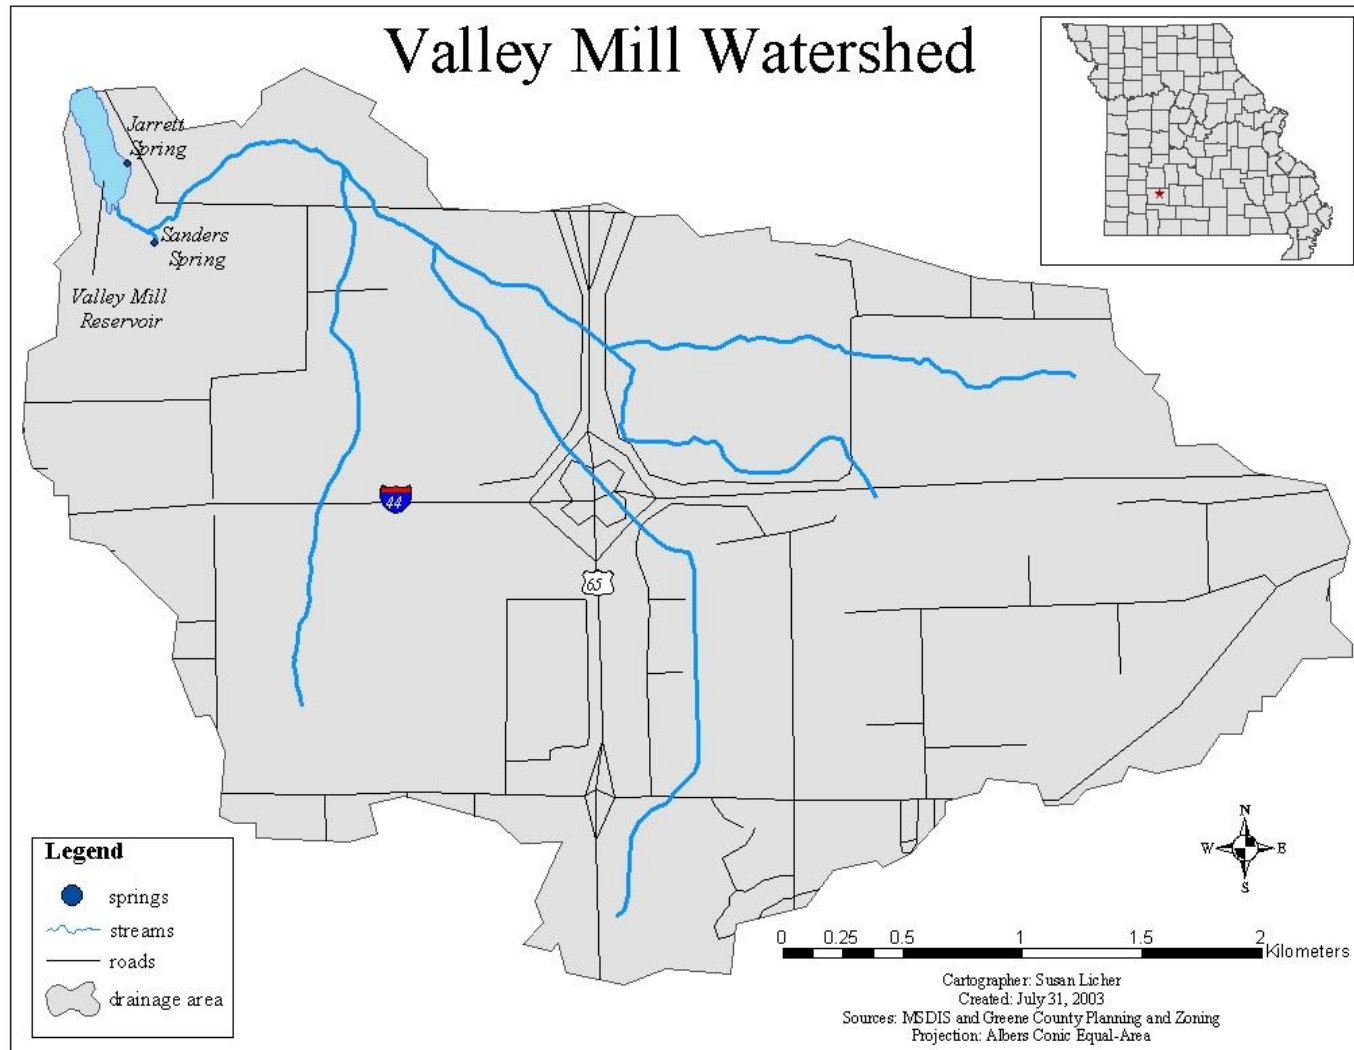 Valley Mill Watershed
Jarrett
Spring
Sanders
Spring
Valley Mill
Reservoir
44
65
Legend
springs
streams
roads
drainage area
N
W E
S
0 0.25 0.5 1 1.5 2
Kilometers
Cartographer: Susan Licher
Created: July 31, 2003
Sources: MSDIS and Greene County Planning and Zoning
Projection: Albers Conic Equal-Area